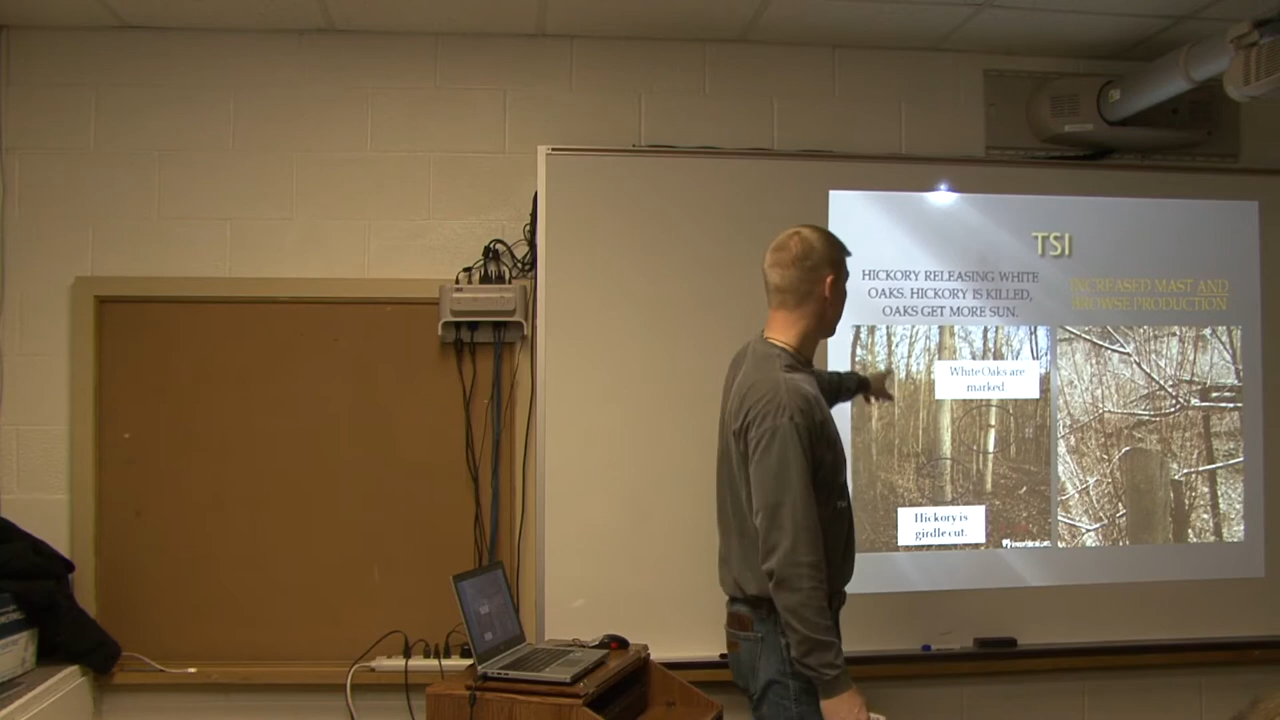 TSI
HICKORY RELEASING WHITE
OAKS. HICKORY IS KILLED,
OAKS GET MORE SUN.
INCREASED MAST AND
BROWSE PRODUCTION
White Oaks are
marked
Hickory is
girdle cut.